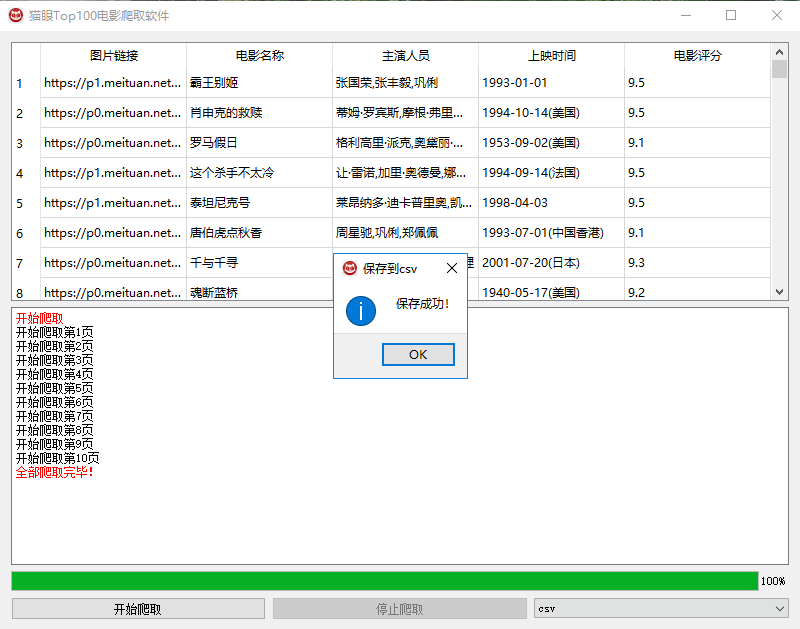 猫眼Top100电影爬取软件
图片链接 电影名称 主演人员 上映时间 电影评分
1 https://p1.meituan.net... 霸王别姬 张国荣,张丰毅,巩俐 1993-01-01 9.5
2 https://p0.meituan.net... 肖申克的救赎 蒂姆·罗宾斯,摩根·弗里... 1994-10-14(美国) 9.5
3 https://p0.meituan.net... 罗马假日 格利高里·派克,奥黛丽·... 1953-09-02(美国) 9.1
4 https://p1.meituan.net... 这个杀手不太冷 让·雷诺,加里·奥德曼,娜... 1994-09-14(法国) 9.5
5 https://p1.meituan.net... 泰坦尼克号 莱昂纳多·迪卡普里奥,凯... 1998-04-03 9.5
6 https://p0.meituan.net... 唐伯虎点秋香 周星驰,巩俐,郑佩佩 1993-07-01(中国香港) 9.1
7 https://p0.meituan.net... 千与千寻 2001-07-20(日本) 9.3
8 https://p0.meituan.net... 魂断蓝桥 1940-05-17(美国) 9.2
保存到csv
保存成功!
OK
开始爬取
开始爬取第1页
开始爬取第2页
开始爬取第3页
开始爬取第4页
开始爬取第5页
开始爬取第6页
开始爬取第7页
开始爬取第8页
开始爬取第9页
开始爬取第10页
全部爬取完毕!
100%
开始爬取 停止爬取 csv